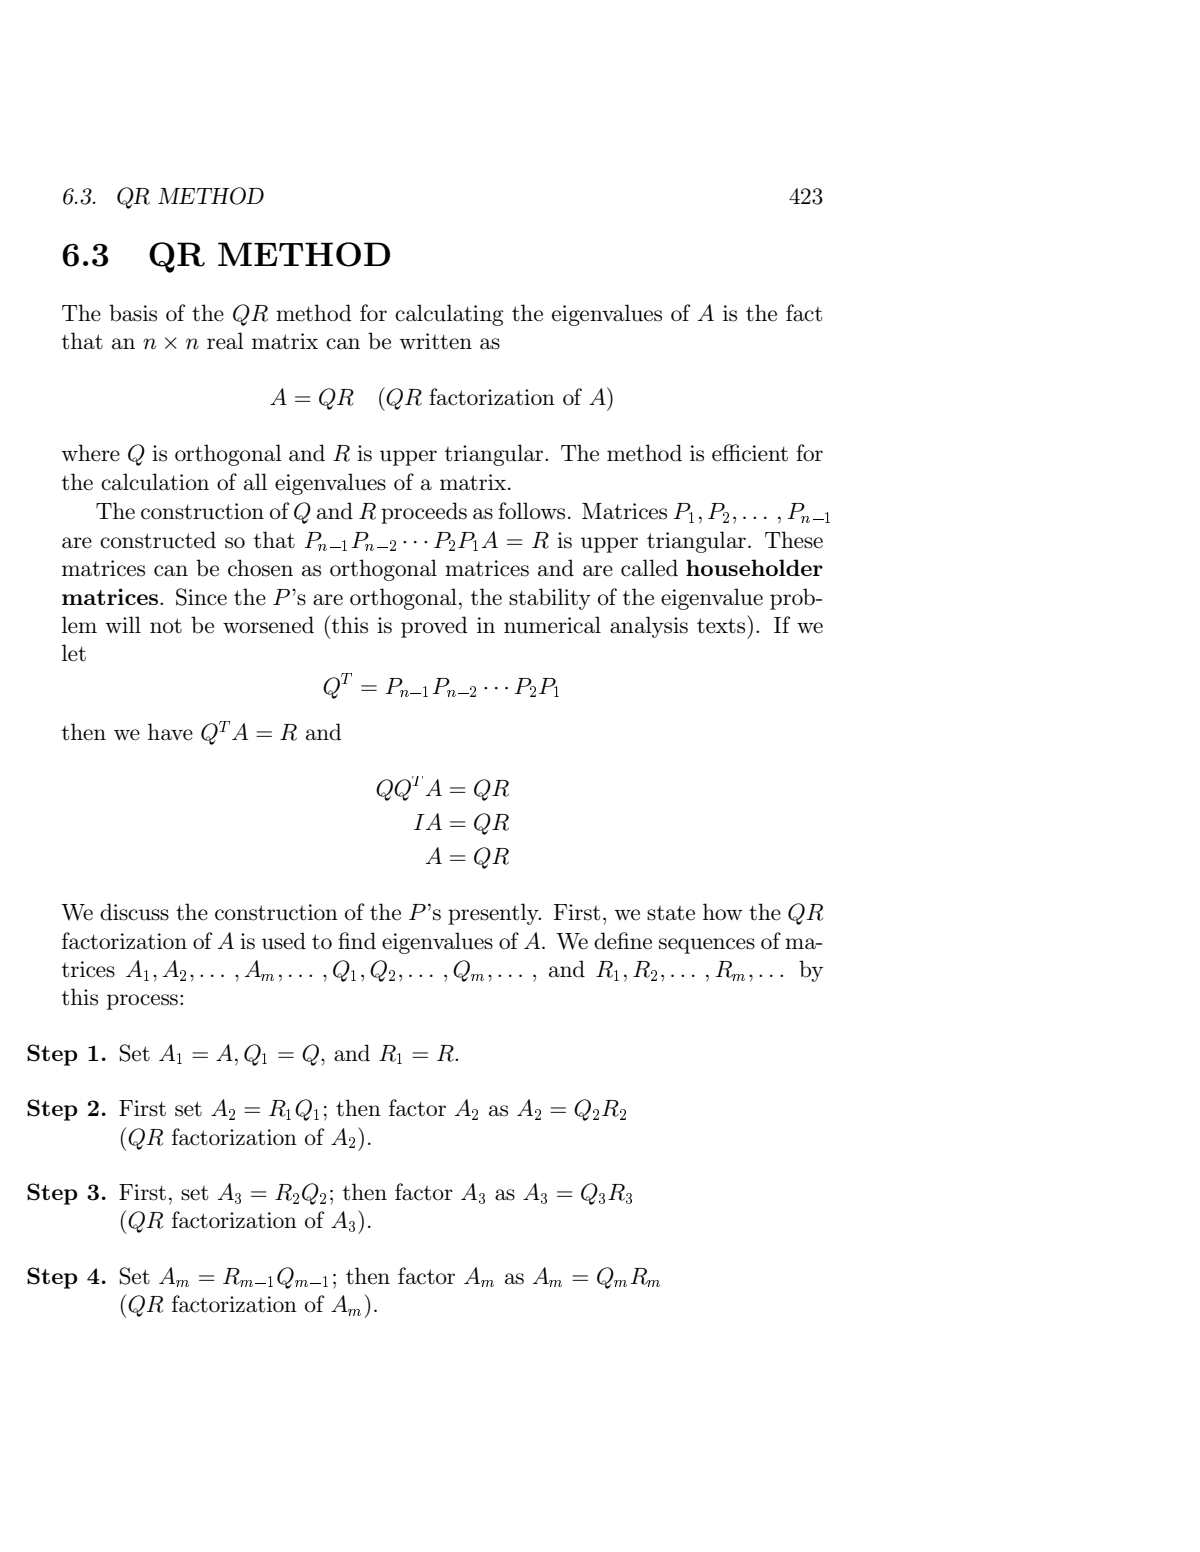 6.3. QR METHOD 423
6.3 QR METHOD
The basis of the QR method for calculating the eigenvalues of A is the fact
that an n × n real matrix can be written as
A = QR (QR factorization of A)
where Q is orthogonal and R is upper triangular. The method is efficient for
the calculation of all eigenvalues of a matrix.
The construction of Q and R proceeds as follows. Matrices P₁, P₂, . . . , Pₙ₋₁
are constructed so that Pₙ₋₁Pₙ₋₂ · · · P₂P₁A = R is upper triangular. These
matrices can be chosen as orthogonal matrices and are called householder
matrices. Since the P's are orthogonal, the stability of the eigenvalue prob-
lem will not be worsened (this is proved in numerical analysis texts). If we
let
Qᵀ = Pₙ₋₁Pₙ₋₂ · · · P₂P₁
then we have QᵀA = R and
QQᵀA = QR
IA = QR
A = QR
We discuss the construction of the P's presently. First, we state how the QR
factorization of A is used to find eigenvalues of A. We define sequences of ma-
trices A₁, A₂, . . . , Aₘ, . . . , Q₁, Q₂, . . . , Qₘ, . . . , and R₁, R₂, . . . , Rₘ, . . . by
this process:
Step 1. Set A₁ = A, Q₁ = Q, and R₁ = R.
Step 2. First set A₂ = R₁Q₁; then factor A₂ as A₂ = Q₂R₂
(QR factorization of A₂).
Step 3. First, set A₃ = R₂Q₂; then factor A₃ as A₃ = Q₃R₃
(QR factorization of A₃).
Step 4. Set Aₘ = Rₘ₋₁Qₘ₋₁; then factor Aₘ as Aₘ = QₘRₘ
(QR factorization of Aₘ).